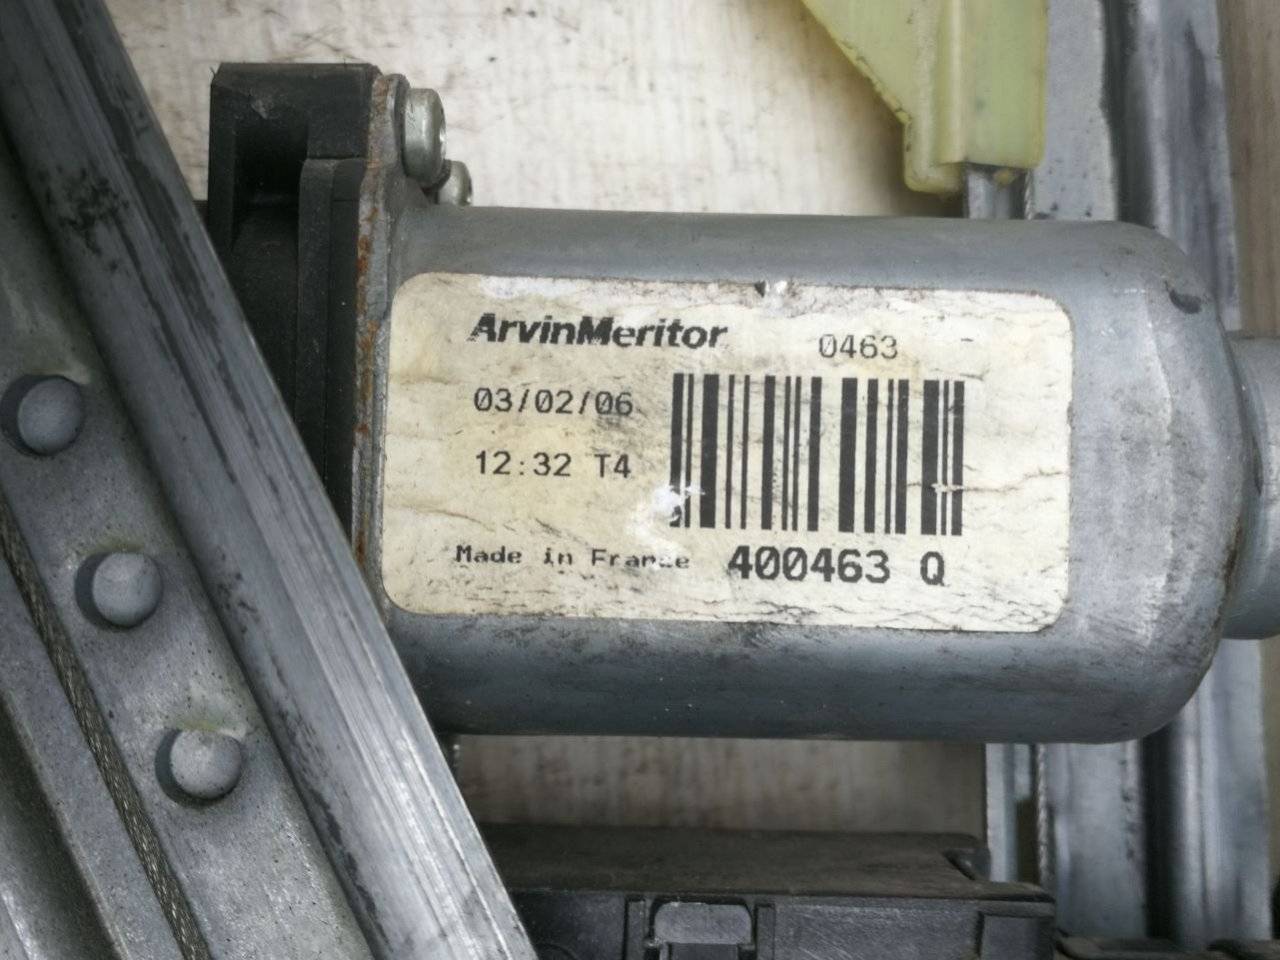 ArvinMeritor 0463
03/02/06
12:32 T4
Made in France 400463 Q